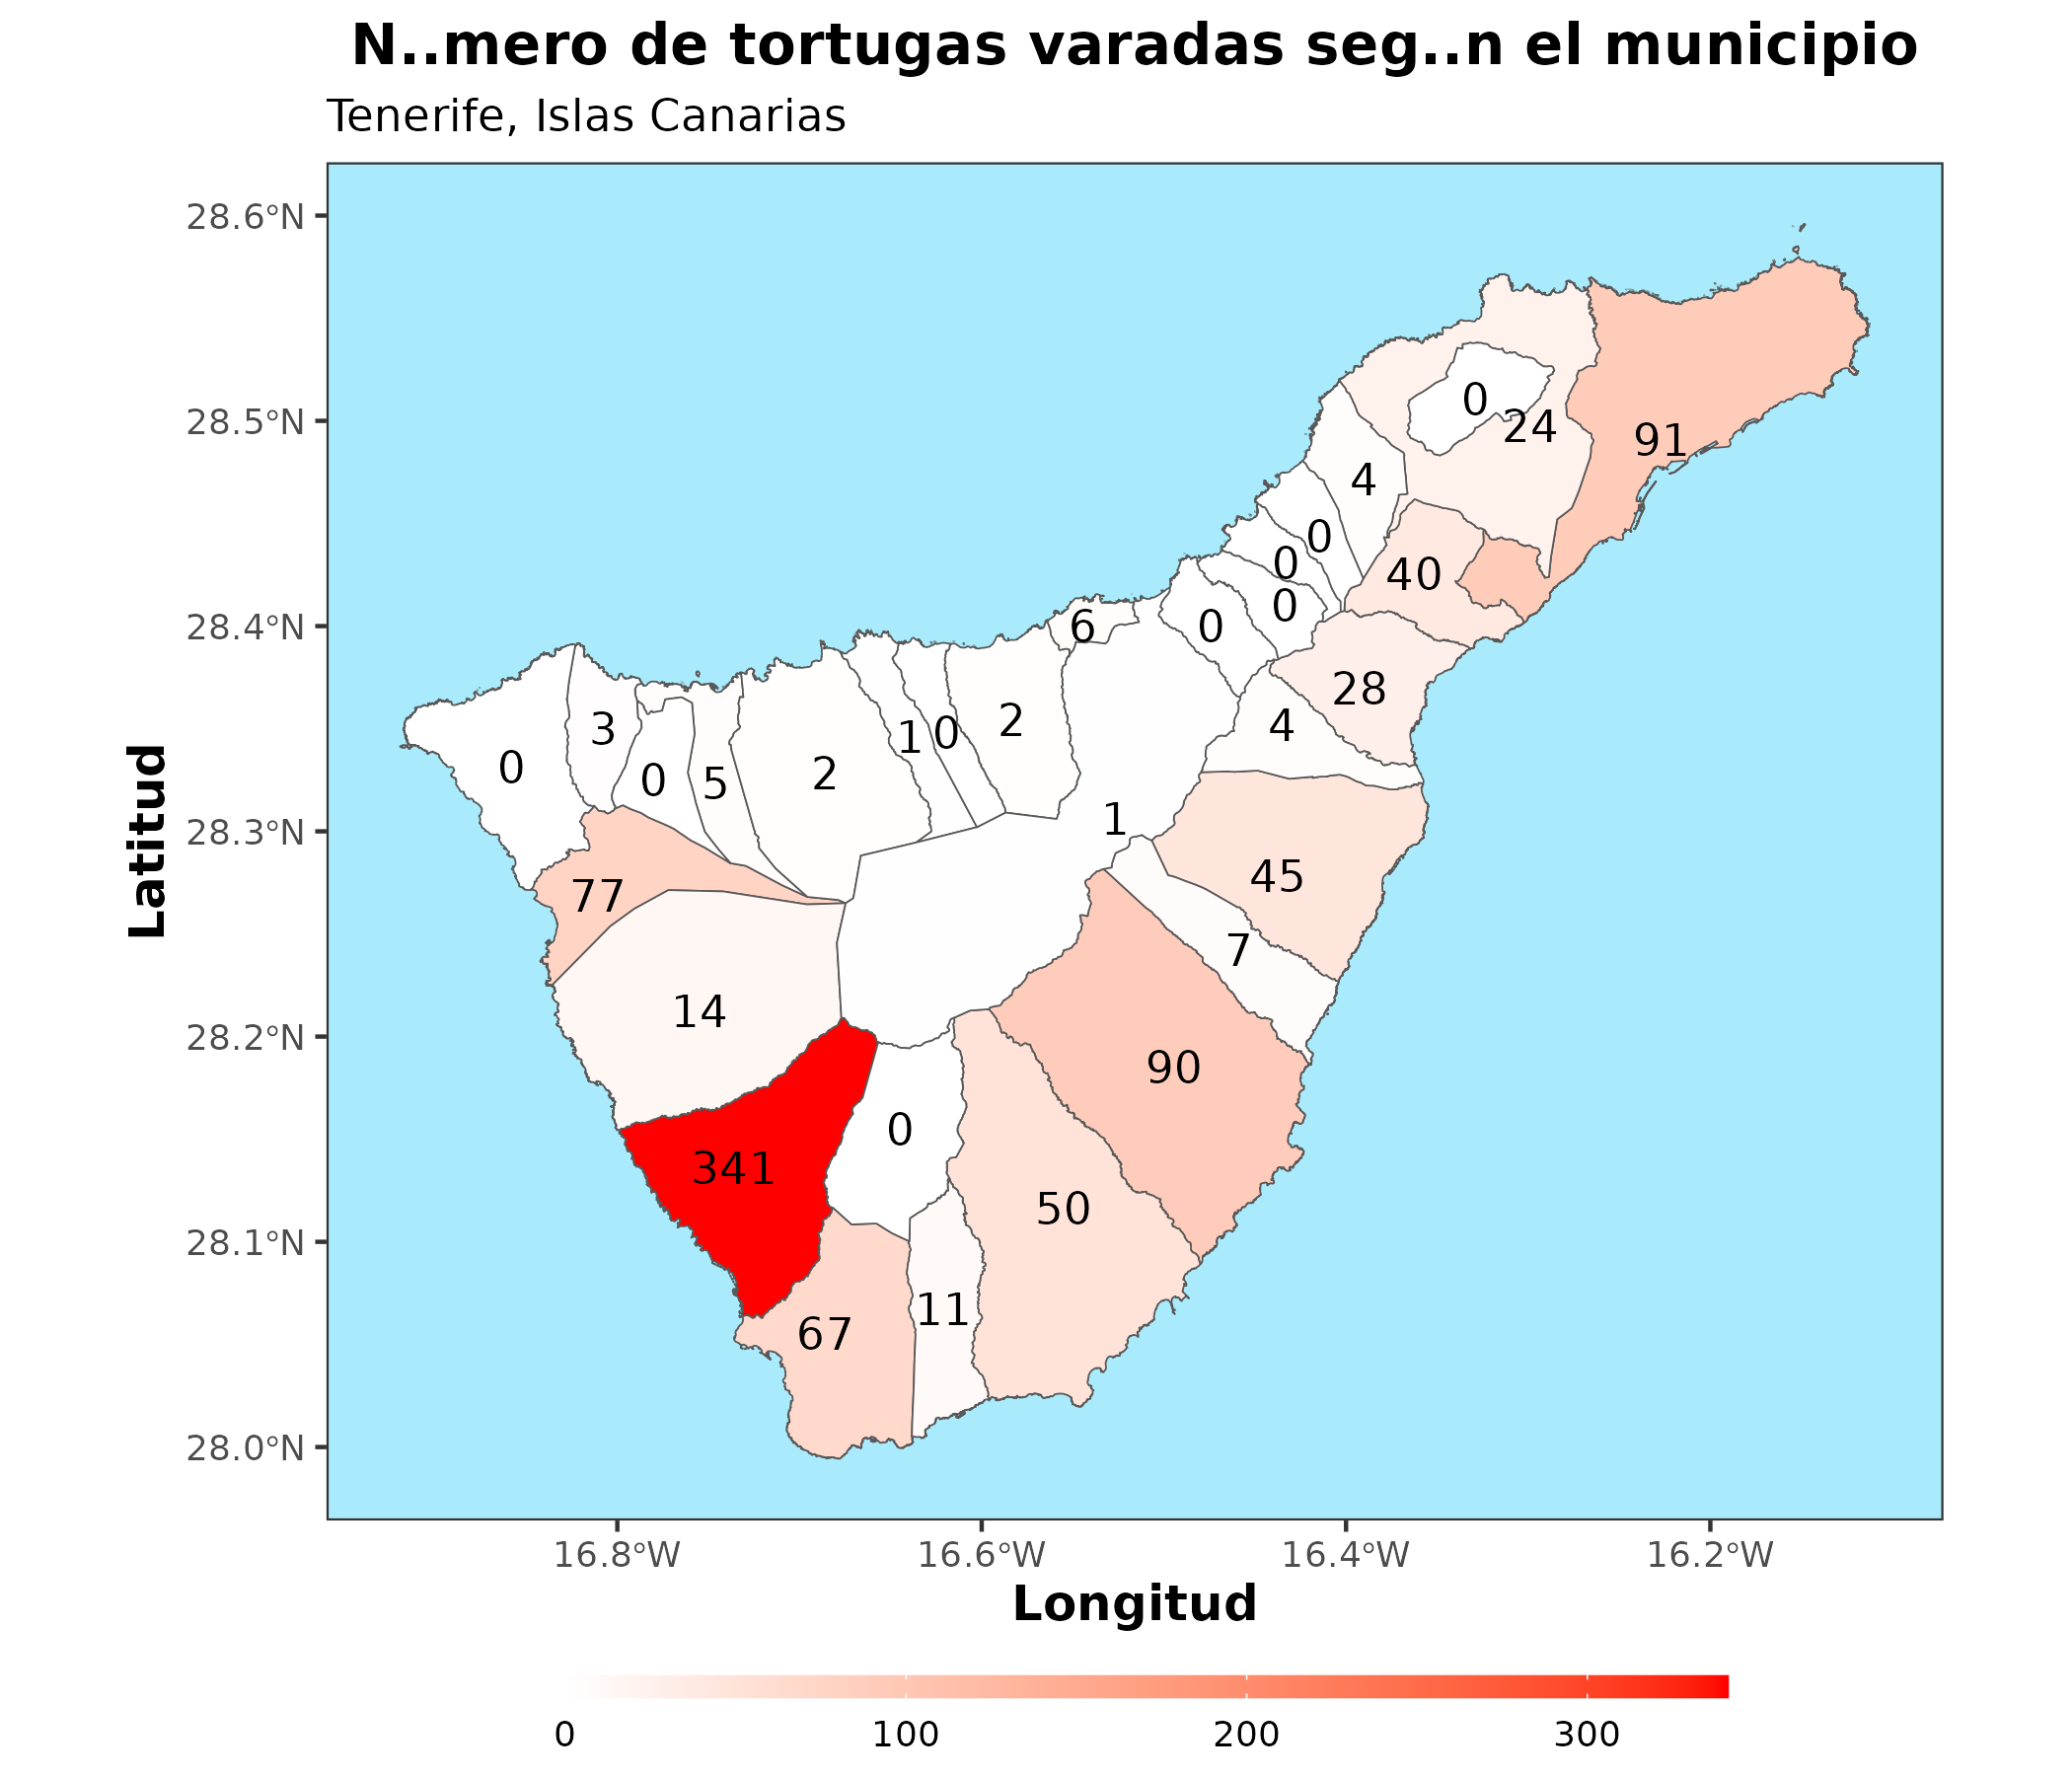 N..mero de tortugas varadas seg..n el municipio
Tenerife, Islas Canarias
28.6°N
28.5°N
28.4°N
28.3°N
28.2°N
28.1°N
28.0°N
Latitud
0
24
91
4
0
0
40
0
0
6
28
3
0
0
5
2
1
0
2
4
1
45
77
7
14
90
0
341
50
11
67
16.8°W 16.6°W 16.4°W 16.2°W
Longitud
0 100 200 300